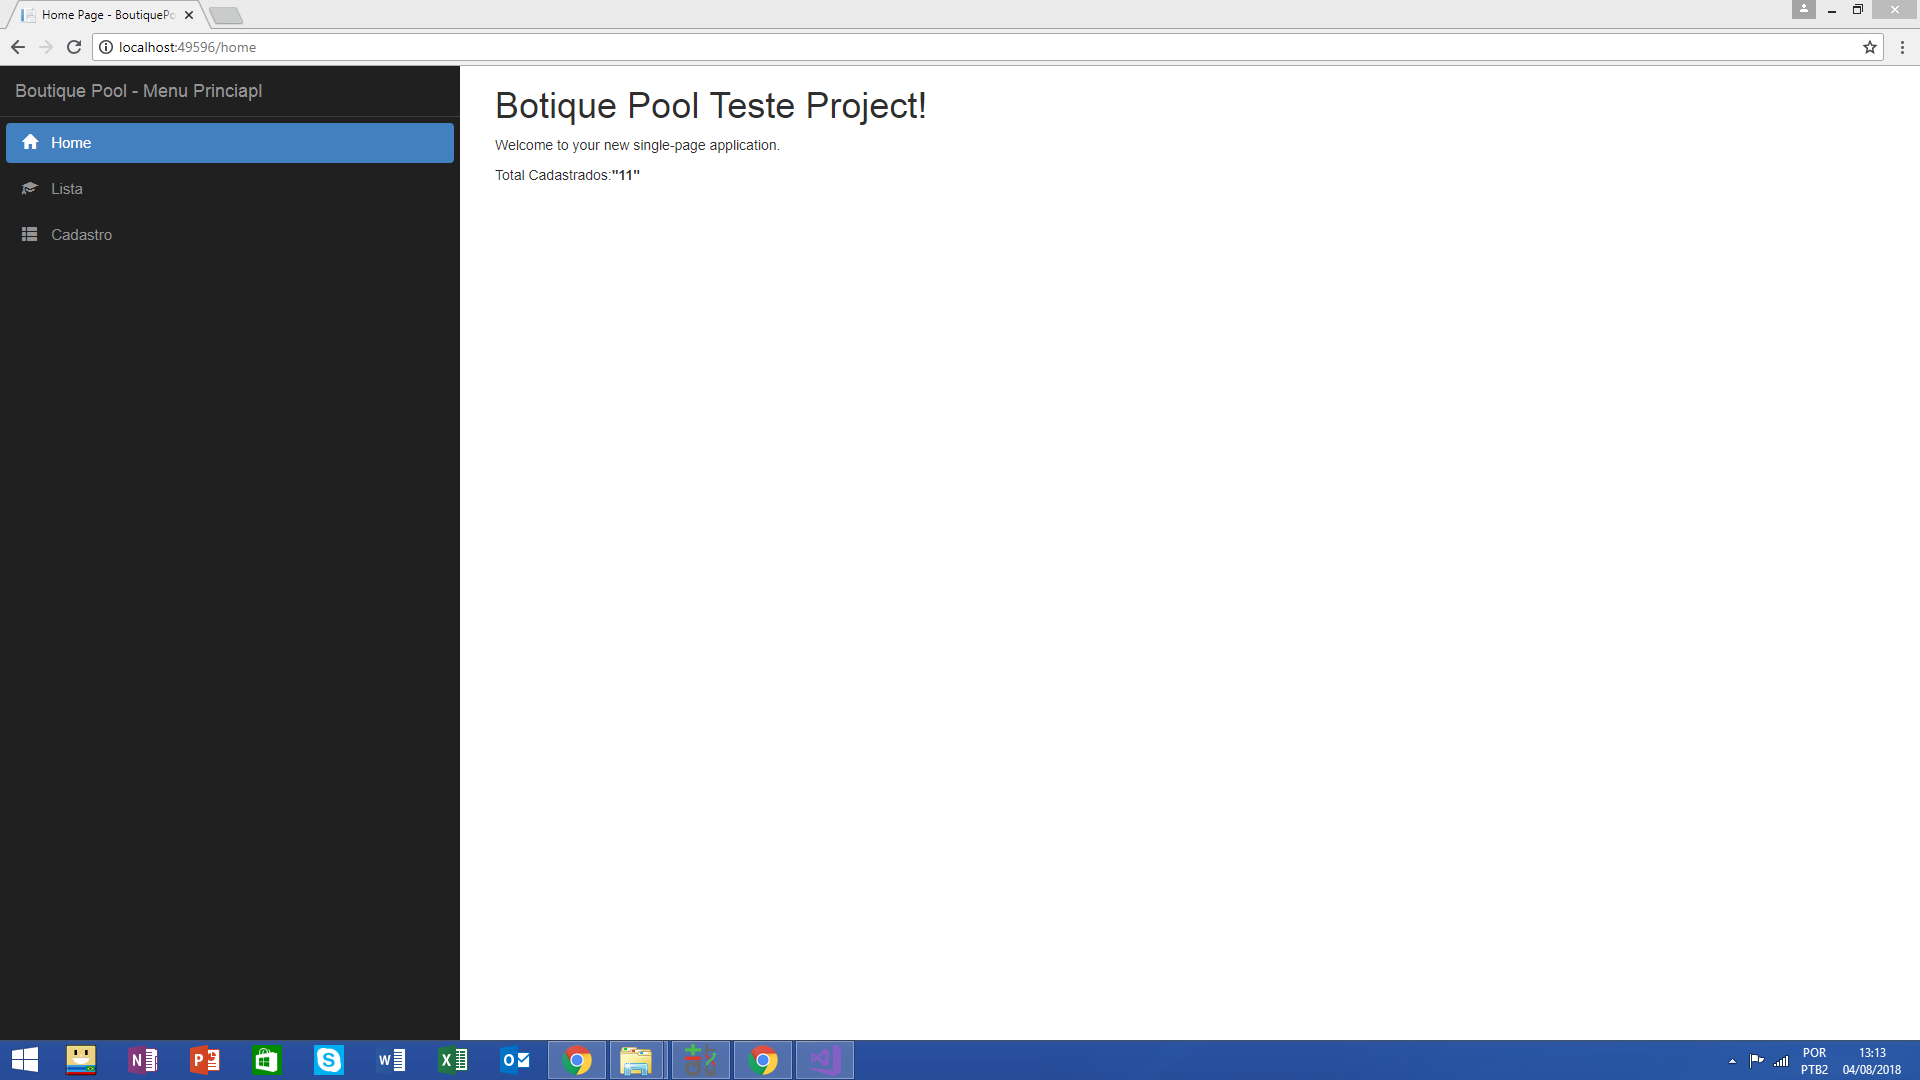 Home Page - BoutiquePo
localhost:49596/home
Boutique Pool - Menu Princiapl
Home
Lista
Cadastro
Botique Pool Teste Project!
Welcome to your new single-page application.
Total Cadastrados:"11"
POR
PTB2
13:13
04/08/2018